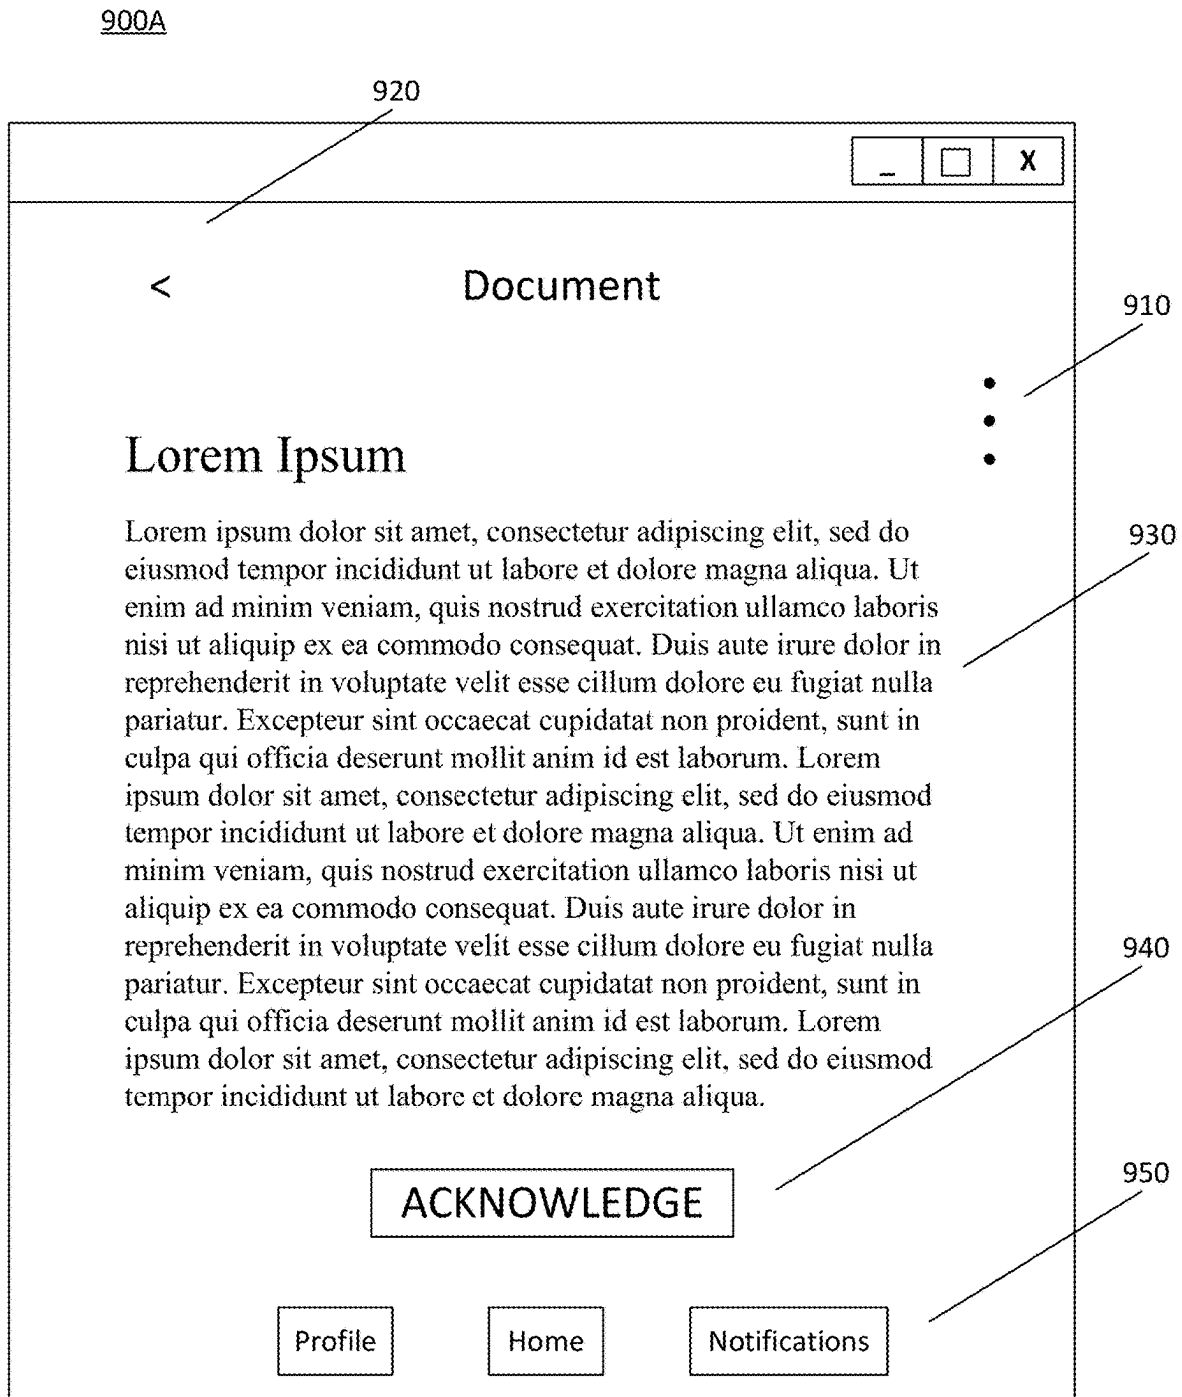 900A
920
_ □ X
< Document
910
Lorem Ipsum
Lorem ipsum dolor sit amet, consectetur adipiscing elit, sed do
930
eiusmod tempor incididunt ut labore et dolore magna aliqua. Ut
enim ad minim veniam, quis nostrud exercitation ullamco laboris
nisi ut aliquip ex ea commodo consequat. Duis aute irure dolor in
reprehenderit in voluptate velit esse cillum dolore eu fugiat nulla
pariatur. Excepteur sint occaecat cupidatat non proident, sunt in
culpa qui officia deserunt mollit anim id est laborum. Lorem
ipsum dolor sit amet, consectetur adipiscing elit, sed do eiusmod
tempor incididunt ut labore et dolore magna aliqua. Ut enim ad
minim veniam, quis nostrud exercitation ullamco laboris nisi ut
aliquip ex ea commodo consequat. Duis aute irure dolor in
reprehenderit in voluptate velit esse cillum dolore eu fugiat nulla
940
pariatur. Excepteur sint occaecat cupidatat non proident, sunt in
culpa qui officia deserunt mollit anim id est laborum. Lorem
ipsum dolor sit amet, consectetur adipiscing elit, sed do eiusmod
tempor incididunt ut labore et dolore magna aliqua.
950
ACKNOWLEDGE
Profile Home Notifications